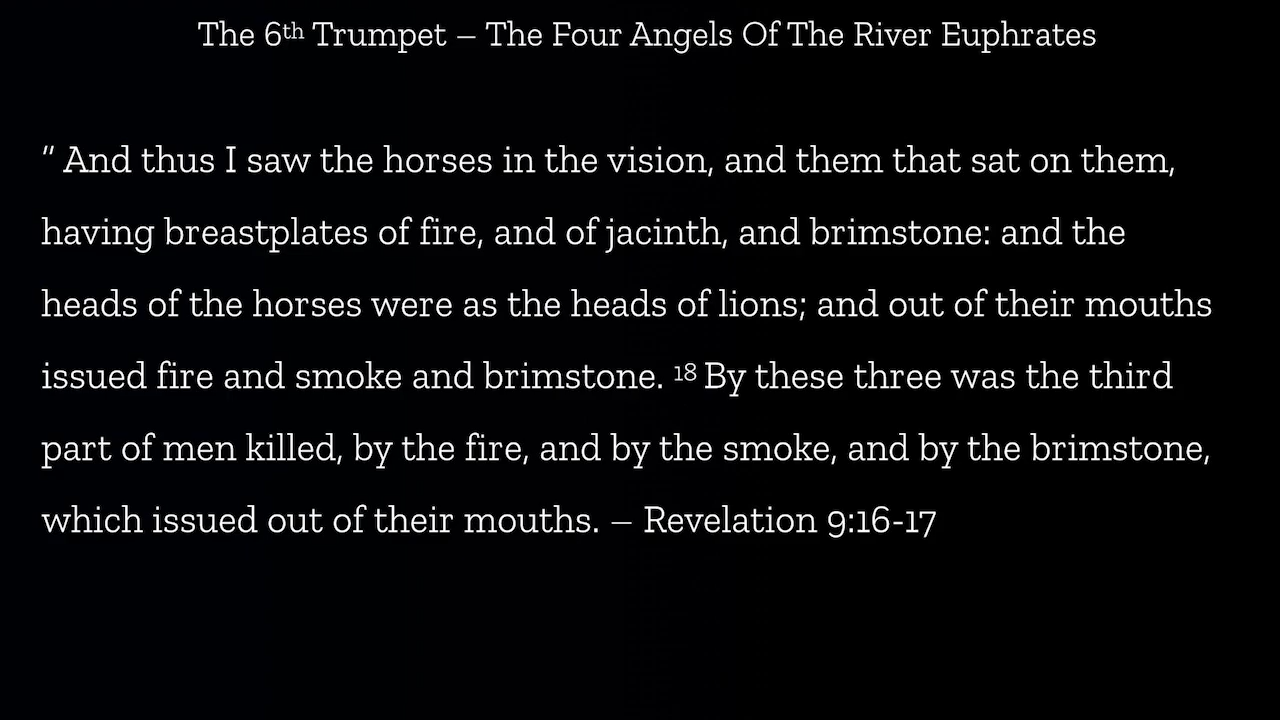 The 6th Trumpet – The Four Angels Of The River Euphrates
“ And thus I saw the horses in the vision, and them that sat on them,
having breastplates of fire, and of jacinth, and brimstone: and the
heads of the horses were as the heads of lions; and out of their mouths
issued fire and smoke and brimstone. 18 By these three was the third
part of men killed, by the fire, and by the smoke, and by the brimstone,
which issued out of their mouths. – Revelation 9:16-17